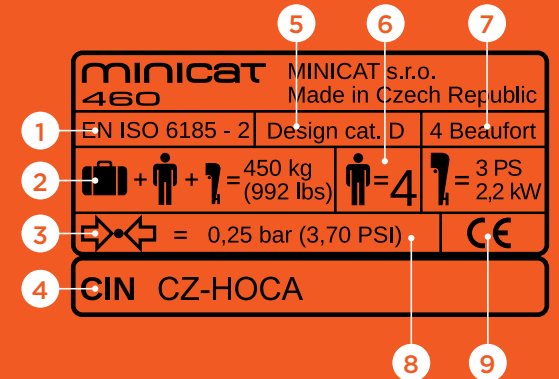 5 6 7
minicat MINICAT s.r.o.
460 Made in Czech Republic
1 EN ISO 6185 - 2 Design cat. D 4 Beaufort
2 + + = 450 kg (992 lbs) = 4 = 3 PS 2,2 kW
3 = 0,25 bar (3,70 PSI) CE
4 CIN CZ-HOCA
8 9